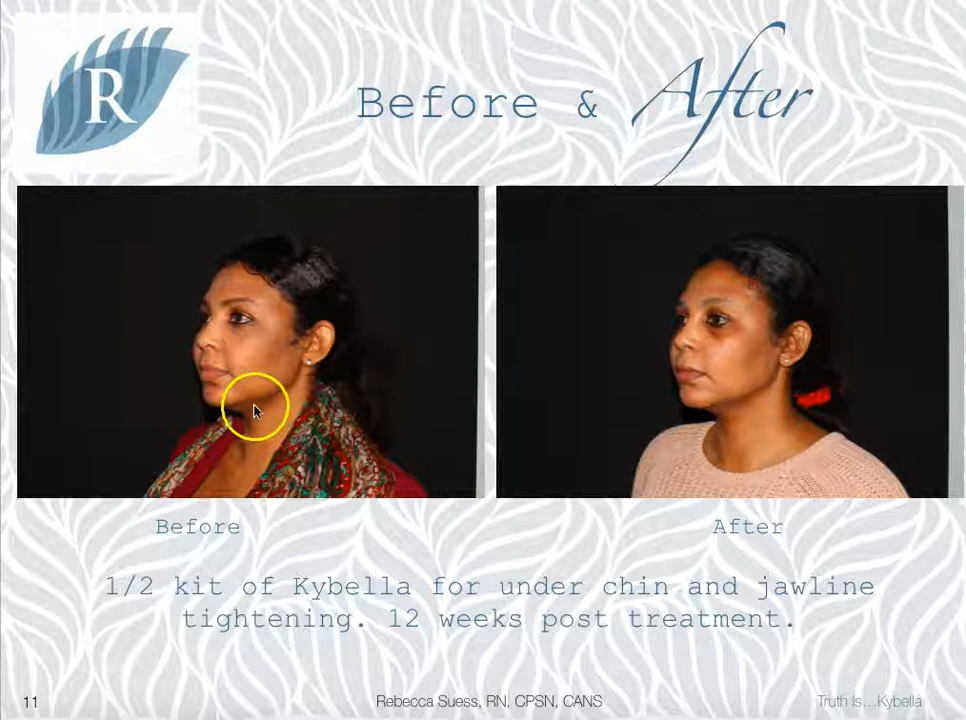 R
Before & After
Before
After
1/2 kit of Kybella for under chin and jawline
tightening. 12 weeks post treatment.
11
Rebecca Suess, RN, CPSN, CANS
Truth Is...Kybella